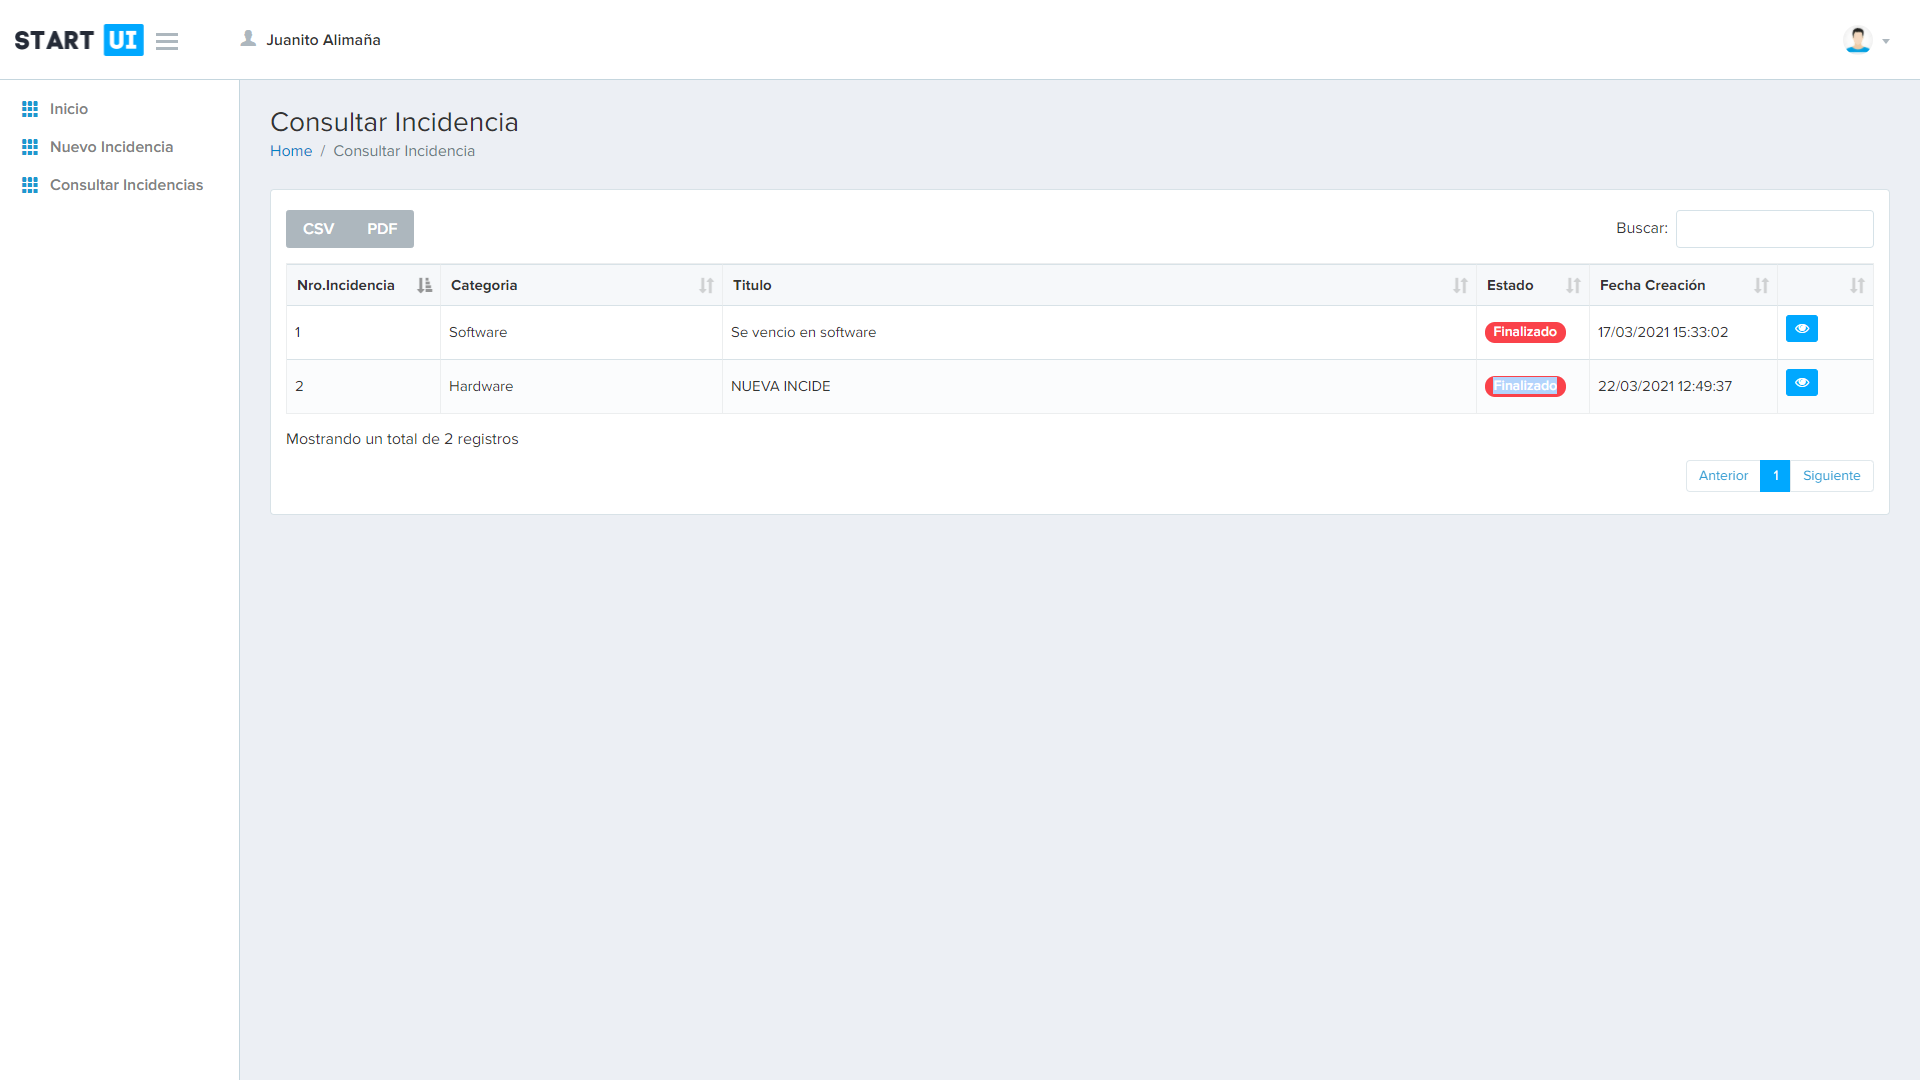 START UI
Juanito Alimaña
Inicio
Nuevo Incidencia
Consultar Incidencias
Consultar Incidencia
Home / Consultar Incidencia
CSV PDF
Buscar:
Nro.Incidencia Categoria Titulo Estado Fecha Creación
1 Software Se vencio en software Finalizado 17/03/2021 15:33:02
2 Hardware NUEVA INCIDE Finalizado 22/03/2021 12:49:37
Mostrando un total de 2 registros
Anterior 1 Siguiente